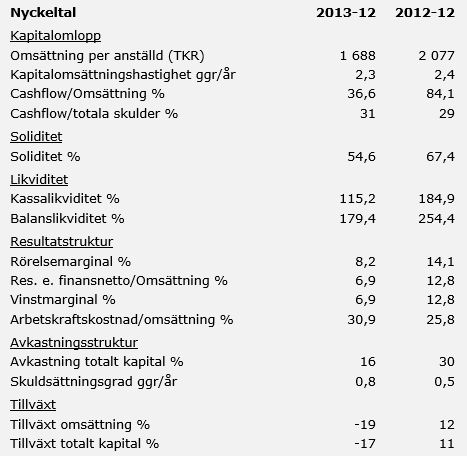 Nyckeltal 2013-12 2012-12
Kapitalomlopp
Omsättning per anställd (TKR) 1 688 2 077
Kapitalomsättningshastighet ggr/år 2,3 2,4
Cashflow/Omsättning % 36,6 84,1
Cashflow/totala skulder % 31 29
Soliditet
Soliditet % 54,6 67,4
Likviditet
Kassalikviditet % 115,2 184,9
Balanslikviditet % 179,4 254,4
Resultatstruktur
Rörelsemarginal % 8,2 14,1
Res. e. finansnetto/Omsättning % 6,9 12,8
Vinstmarginal % 6,9 12,8
Arbetskraftskostnad/omsättning % 30,9 25,8
Avkastningsstruktur
Avkastning totalt kapital % 16 30
Skuldsättningsgrad ggr/år 0,8 0,5
Tillväxt
Tillväxt omsättning % -19 12
Tillväxt totalt kapital % -17 11